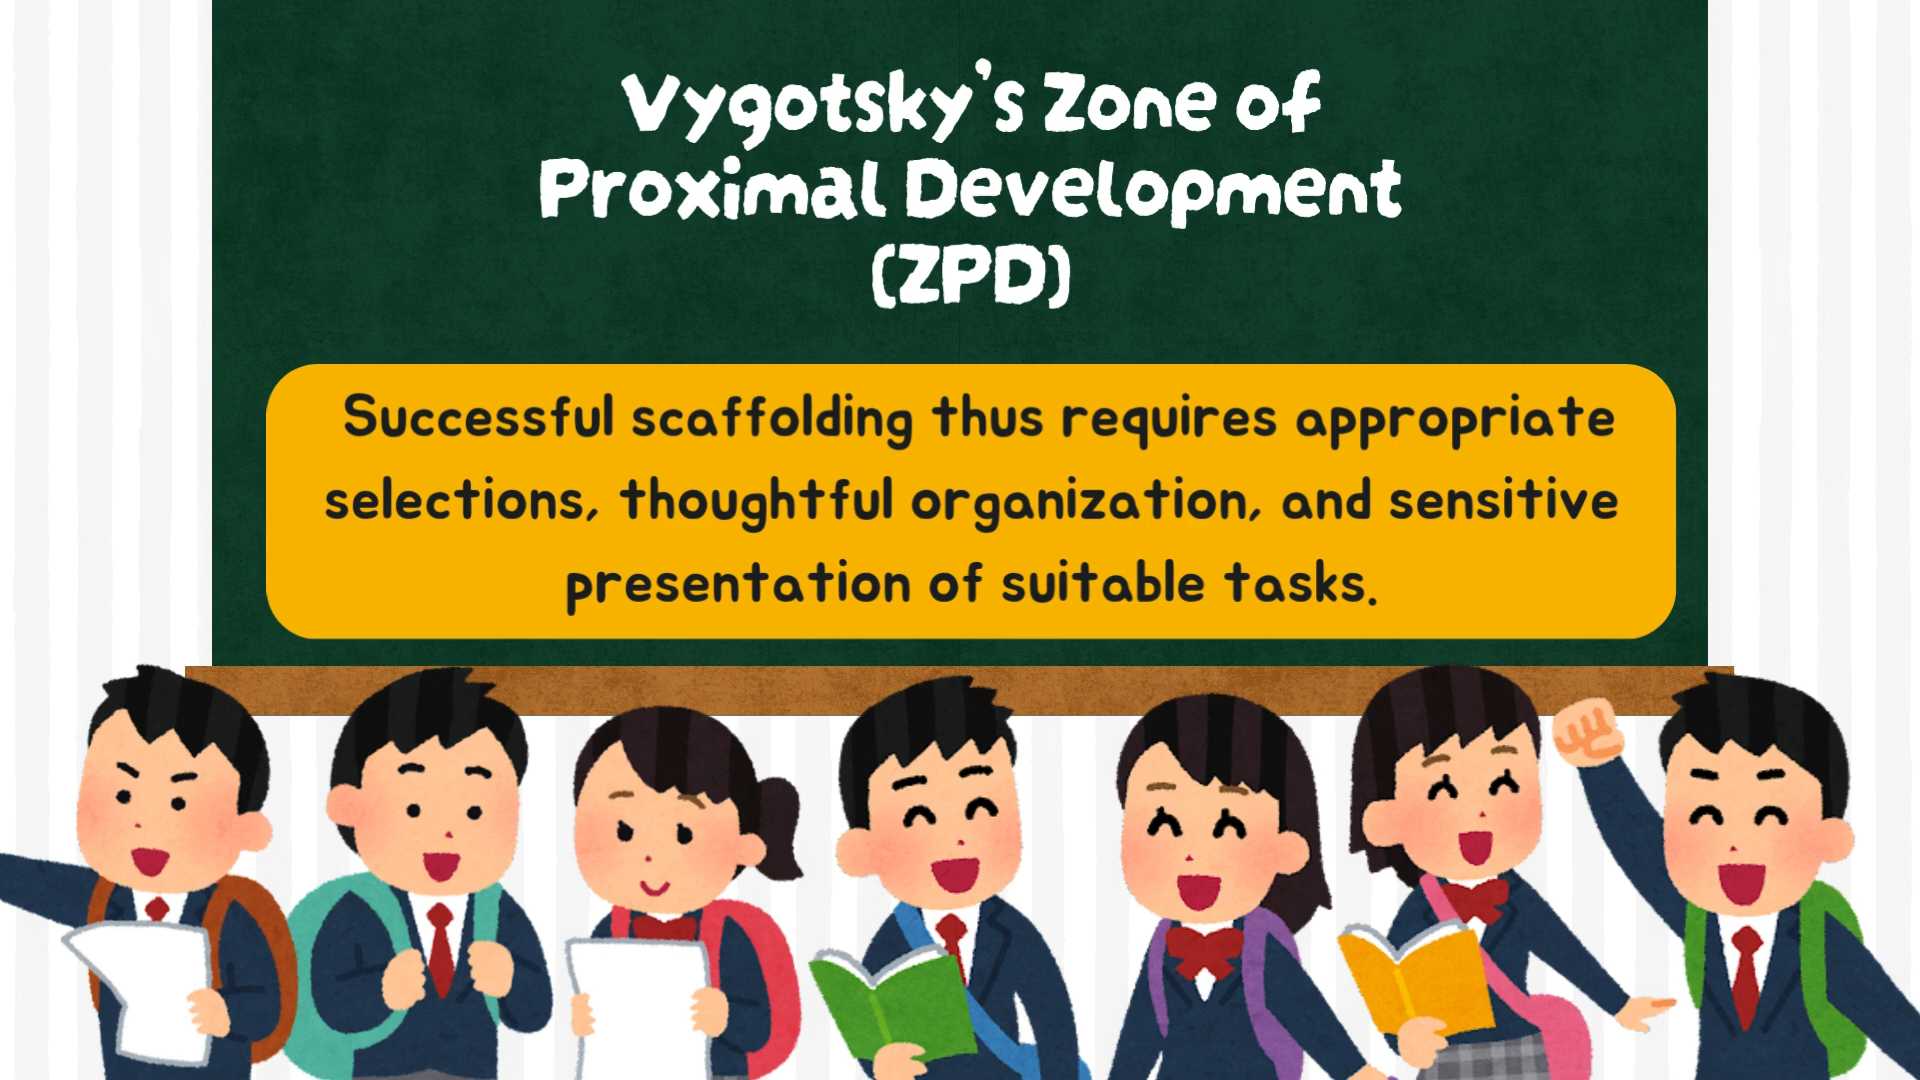 Vygotsky's Zone of
Proximal Development
(ZPD)
Successful scaffolding thus requires appropriate
selections, thoughtful organization, and sensitive
presentation of suitable tasks.